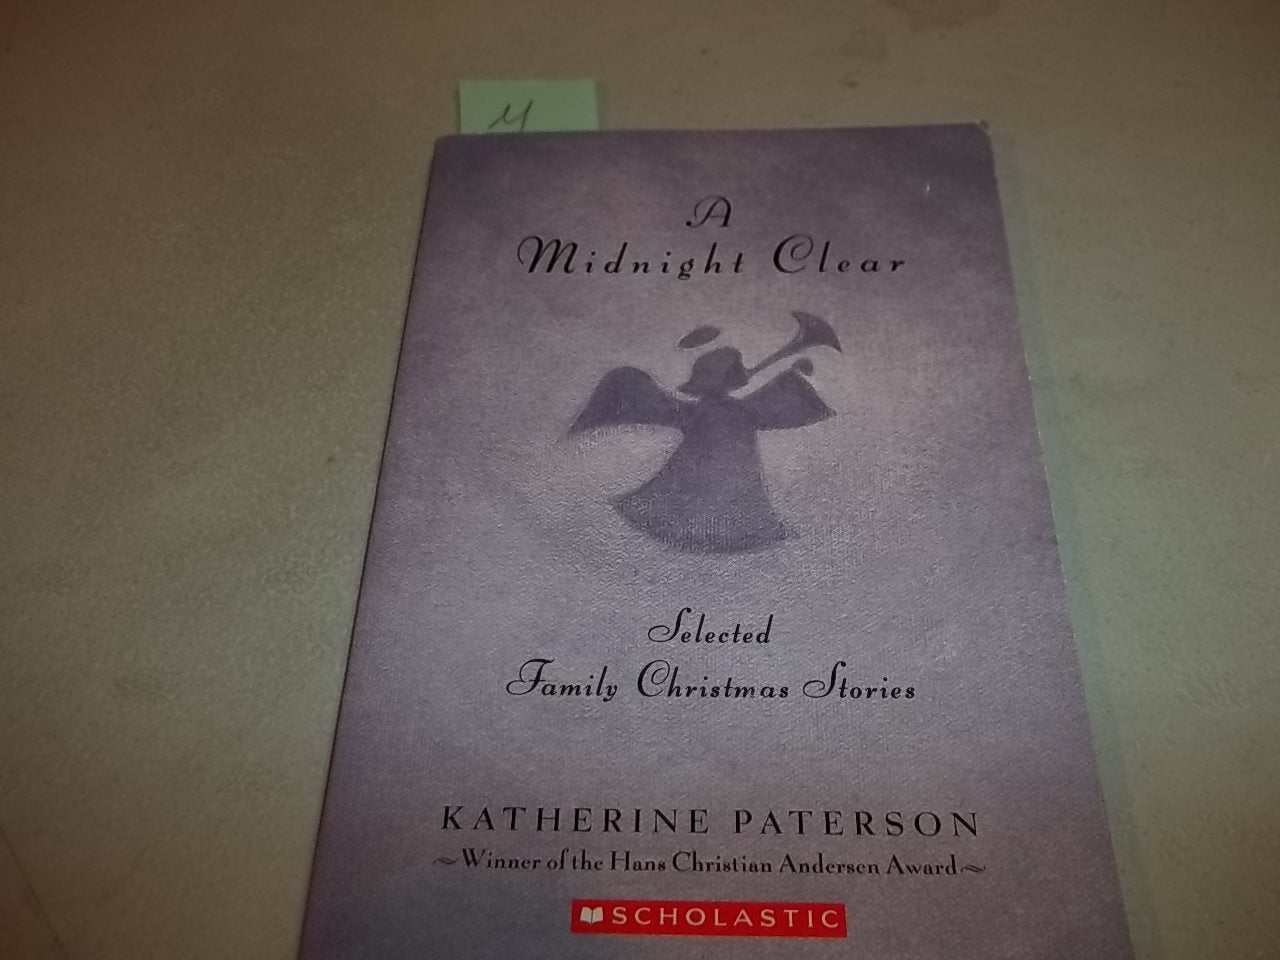 A
Midnight Clear
Selected
Family Christmas Stories
KATHERINE PATERSON
~Winner of the Hans Christian Andersen Award~
SCHOLASTIC